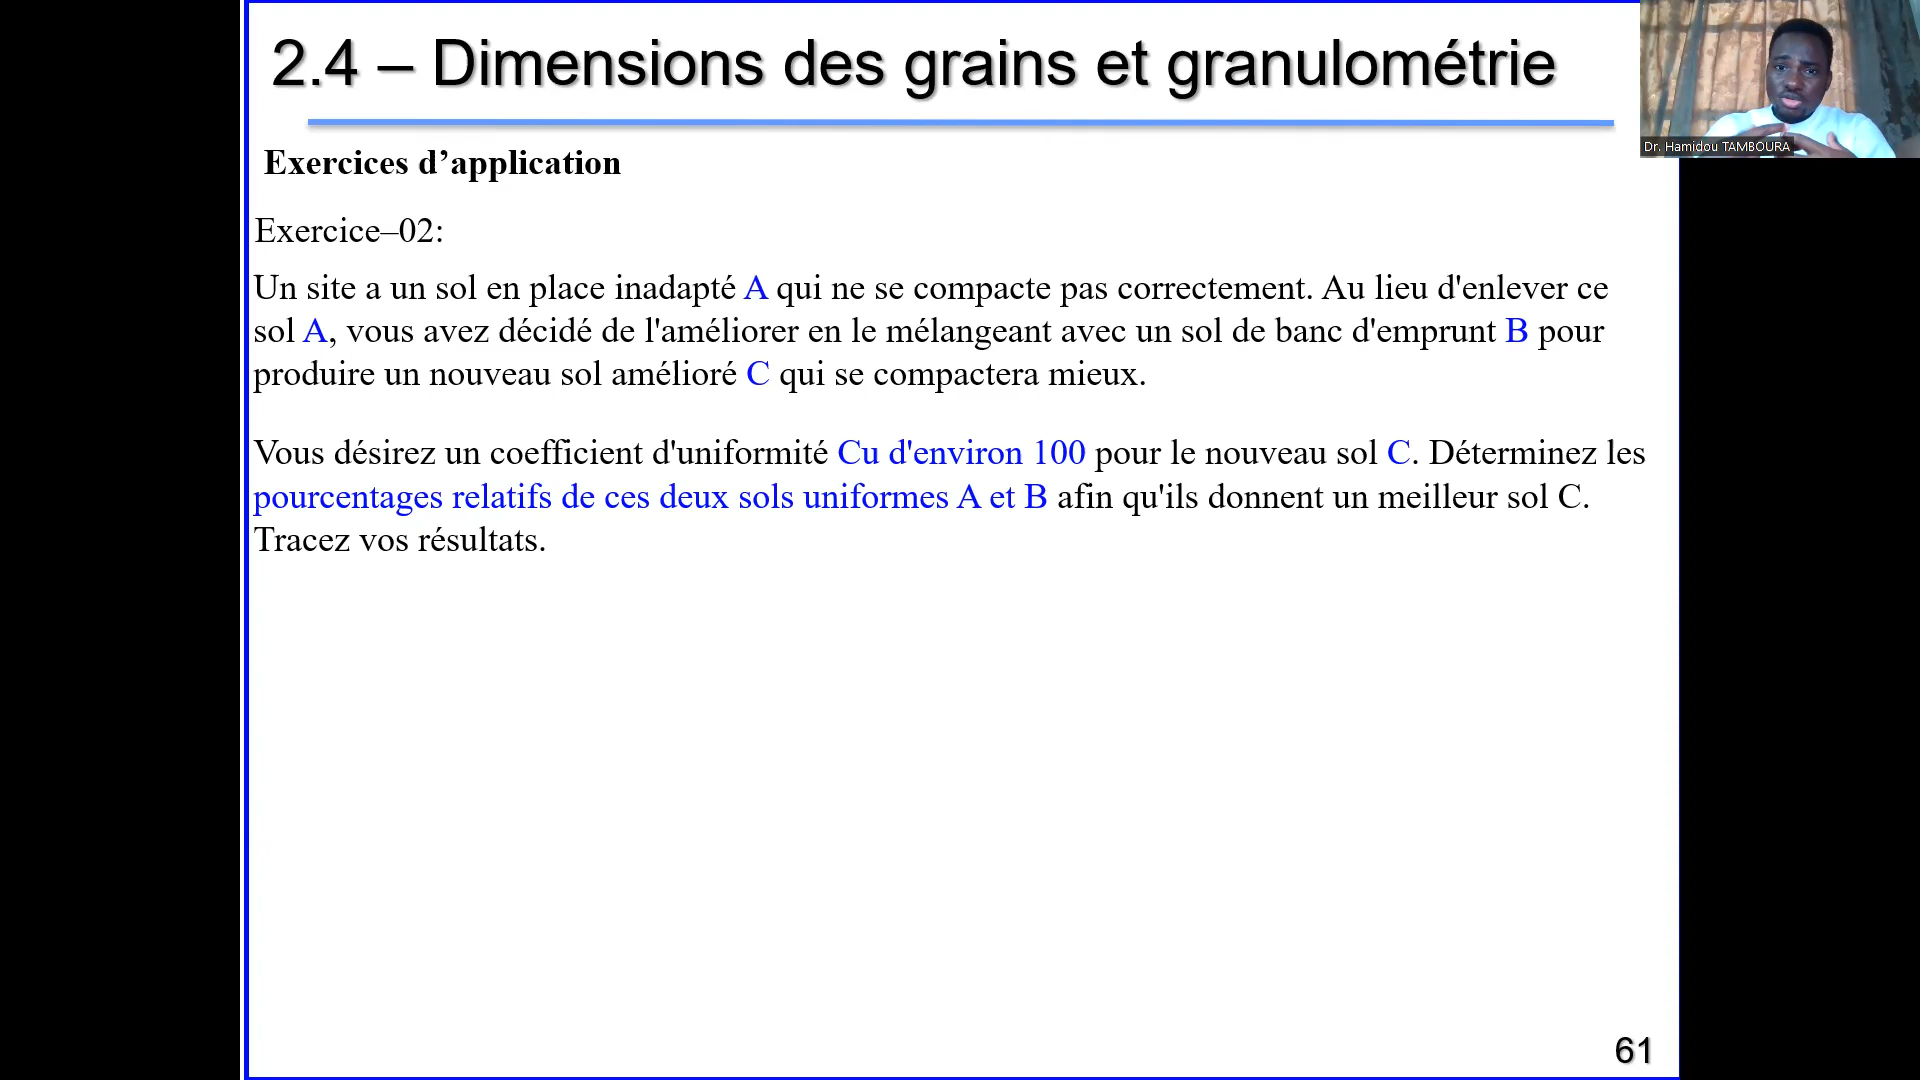 2.4 – Dimensions des grains et granulométrie
Dr. Hamidou TAMBOURA
Exercices d’application
Exercice–02:
Un site a un sol en place inadapté A qui ne se compacte pas correctement. Au lieu d'enlever ce
sol A, vous avez décidé de l'améliorer en le mélangeant avec un sol de banc d'emprunt B pour
produire un nouveau sol amélioré C qui se compactera mieux.
Vous désirez un coefficient d'uniformité Cu d'environ 100 pour le nouveau sol C. Déterminez les
pourcentages relatifs de ces deux sols uniformes A et B afin qu'ils donnent un meilleur sol C.
Tracez vos résultats.
61